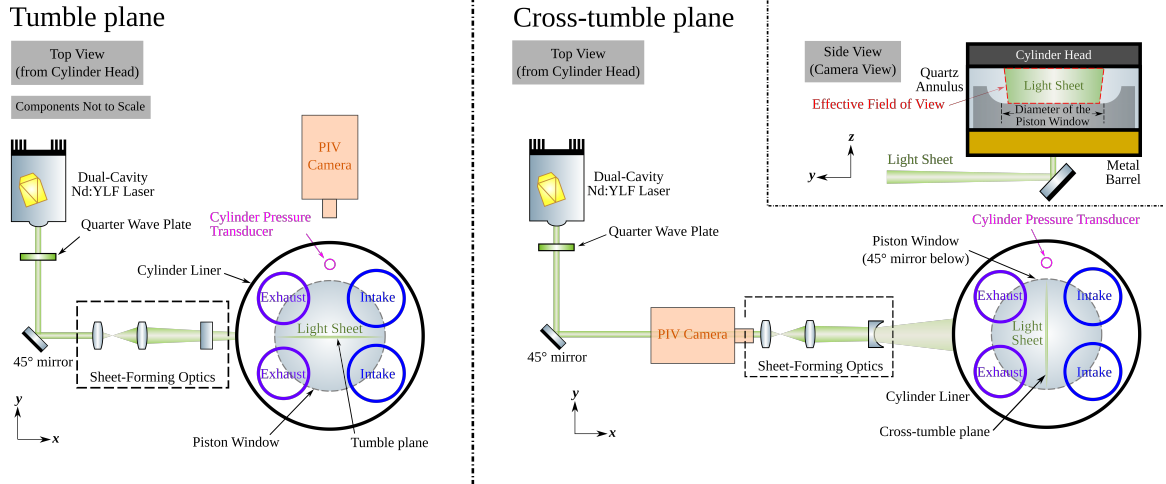 Tumble plane
Top View
(from Cylinder Head)
Components Not to Scale
PIV
Camera
Dual-Cavity
Nd:YLF Laser
Quarter Wave Plate
Cylinder Pressure
Transducer
Cylinder Liner
Exhaust
Intake
Light Sheet
45° mirror
Exhaust
Intake
Sheet-Forming Optics
y
x
Piston Window
Tumble plane
Cross-tumble plane
Top View
(from Cylinder Head)
Side View
(Camera View)
Cylinder Head
Quartz
Annulus
Light Sheet
Effective Field of View
Diameter of the
Piston Window
z
y
Light Sheet
Metal
Barrel
Dual-Cavity
Nd:YLF Laser
Quarter Wave Plate
Cylinder Pressure Transducer
Piston Window
(45° mirror below)
Exhaust
Intake
PIV Camera
Light
Sheet
45° mirror
Sheet-Forming Optics
Exhaust
Intake
Cylinder Liner
y
x
Cross-tumble plane